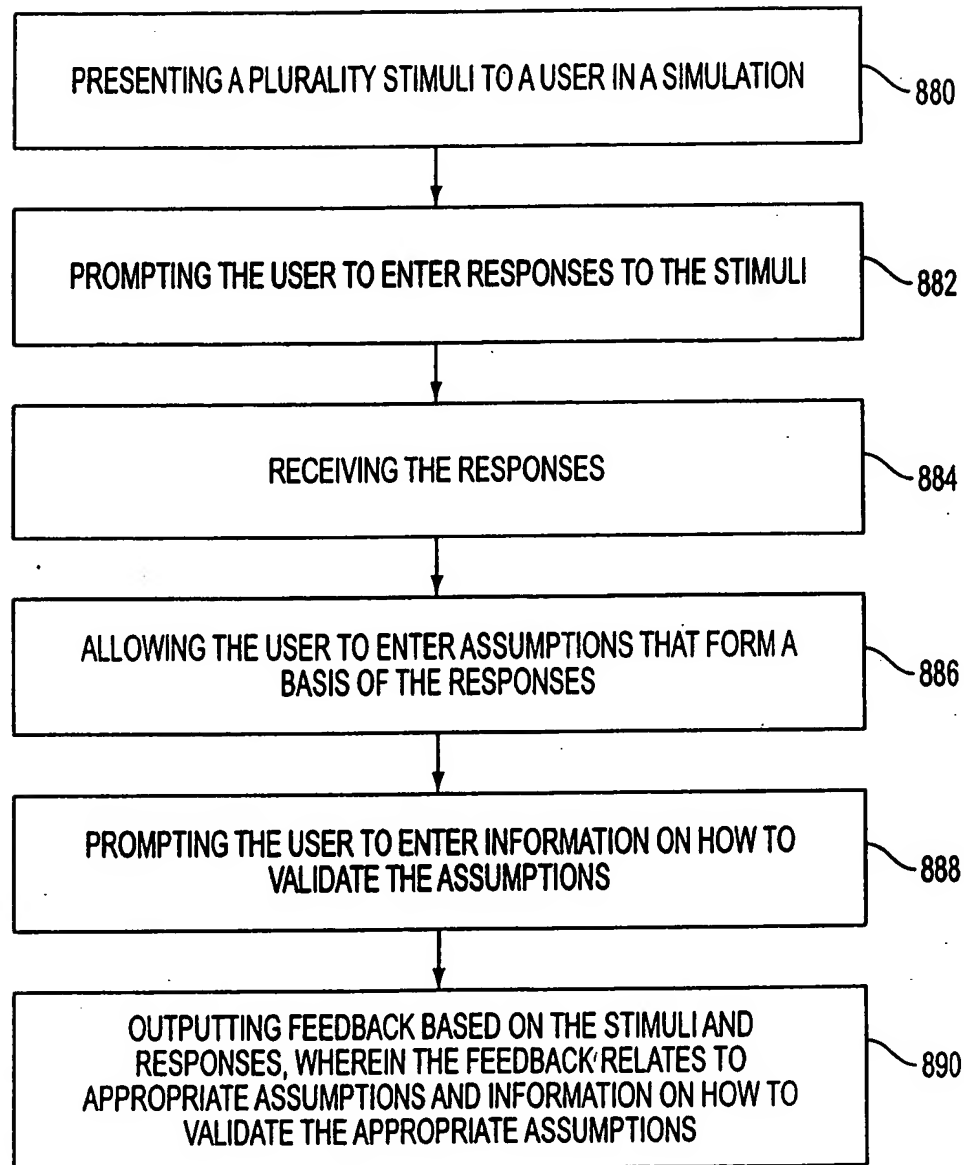 PRESENTING A PLURALITY STIMULI TO A USER IN A SIMULATION
880
PROMPTING THE USER TO ENTER RESPONSES TO THE STIMULI
882
RECEIVING THE RESPONSES
884
ALLOWING THE USER TO ENTER ASSUMPTIONS THAT FORM A
BASIS OF THE RESPONSES
886
PROMPTING THE USER TO ENTER INFORMATION ON HOW TO
VALIDATE THE ASSUMPTIONS
888
OUTPUTTING FEEDBACK BASED ON THE STIMULI AND
RESPONSES, WHEREIN THE FEEDBACK RELATES TO
APPROPRIATE ASSUMPTIONS AND INFORMATION ON HOW TO
VALIDATE THE APPROPRIATE ASSUMPTIONS
890